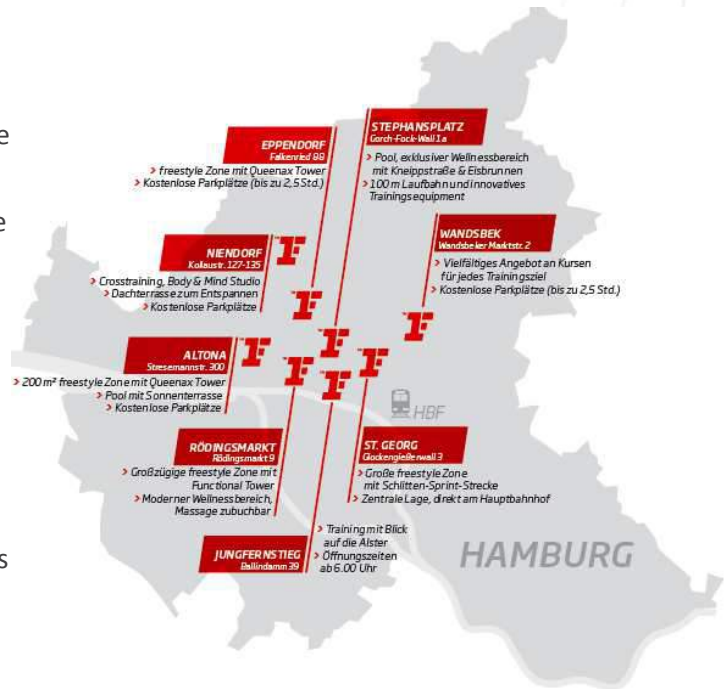 e
e
s
EPPENDORF
Falkenried 88
> freestyle Zone mit Queenax Tower
> Kostenlose Parkplätze (bis zu 2,5 Std.)
STEPHANSPLATZ
Gorch-Fock-Wall 1a
> Pool, exklusiver Wellnessbereich
mit Kneippstraße & Eisbrunnen
> 100 m Laufbahn und innovatives
Trainingsequipment
NIENDORF
Kollaustr. 127-135
> Crosstraining, Body & Mind Studio
> Dachterrasse zum Entspannen
> Kostenlose Parkplätze
WANDSBEK
Wandsbeker Marktstr. 2
> Vielfältiges Angebot an Kursen
für jedes Trainingsziel
> Kostenlose Parkplätze (bis zu 2,5 Std.)
ALTONA
Stresemannstr. 300
> 200 m² freestyle Zone mit Queenax Tower
> Pool mit Sonnenterrasse
> Kostenlose Parkplätze
HBF
RÖDINGSMARKT
Rödingsmarkt 9
> Großzügige freestyle Zone mit
Functional Tower
> Moderner Wellnessbereich,
Massage zubuchbar
ST. GEORG
Glockengießerwall 3
> Große freestyle Zone
mit Schlitten-Sprint-Strecke
> Zentrale Lage, direkt am Hauptbahnhof
JUNGFERNSTIEG
Ballindamm 39
> Training mit Blick
auf die Alster
> Öffnungszeiten
ab 6.00 Uhr
HAMBURG